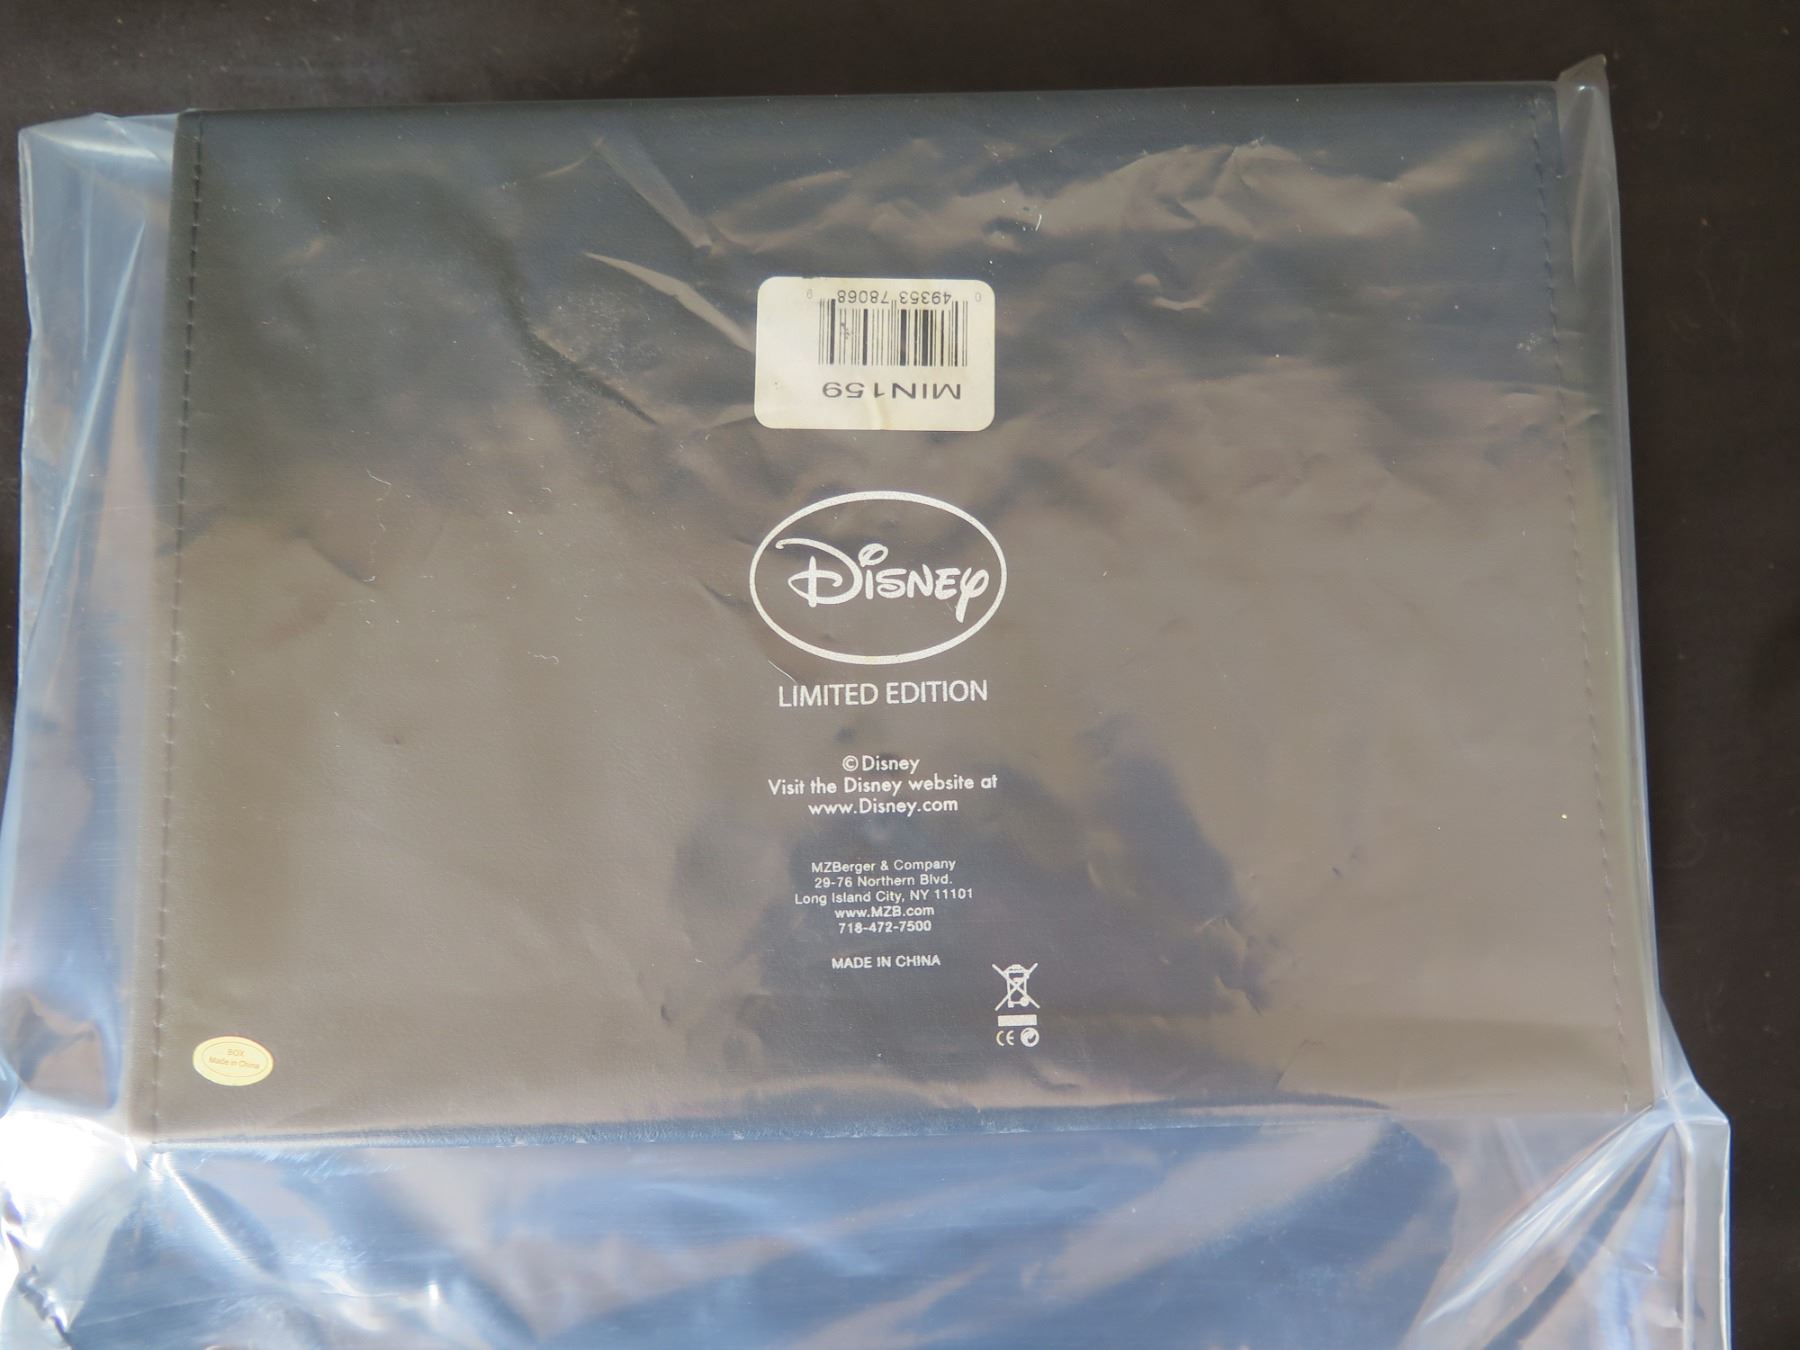 0 49353 78068 9
MIN159
Disney
LIMITED EDITION
©Disney
Visit the Disney website at
www.Disney.com
MZBerger & Company
29-76 Northern Blvd.
Long Island City, NY 11101
www.MZB.com
718-472-7500
MADE IN CHINA
CE
BOX
Made in China